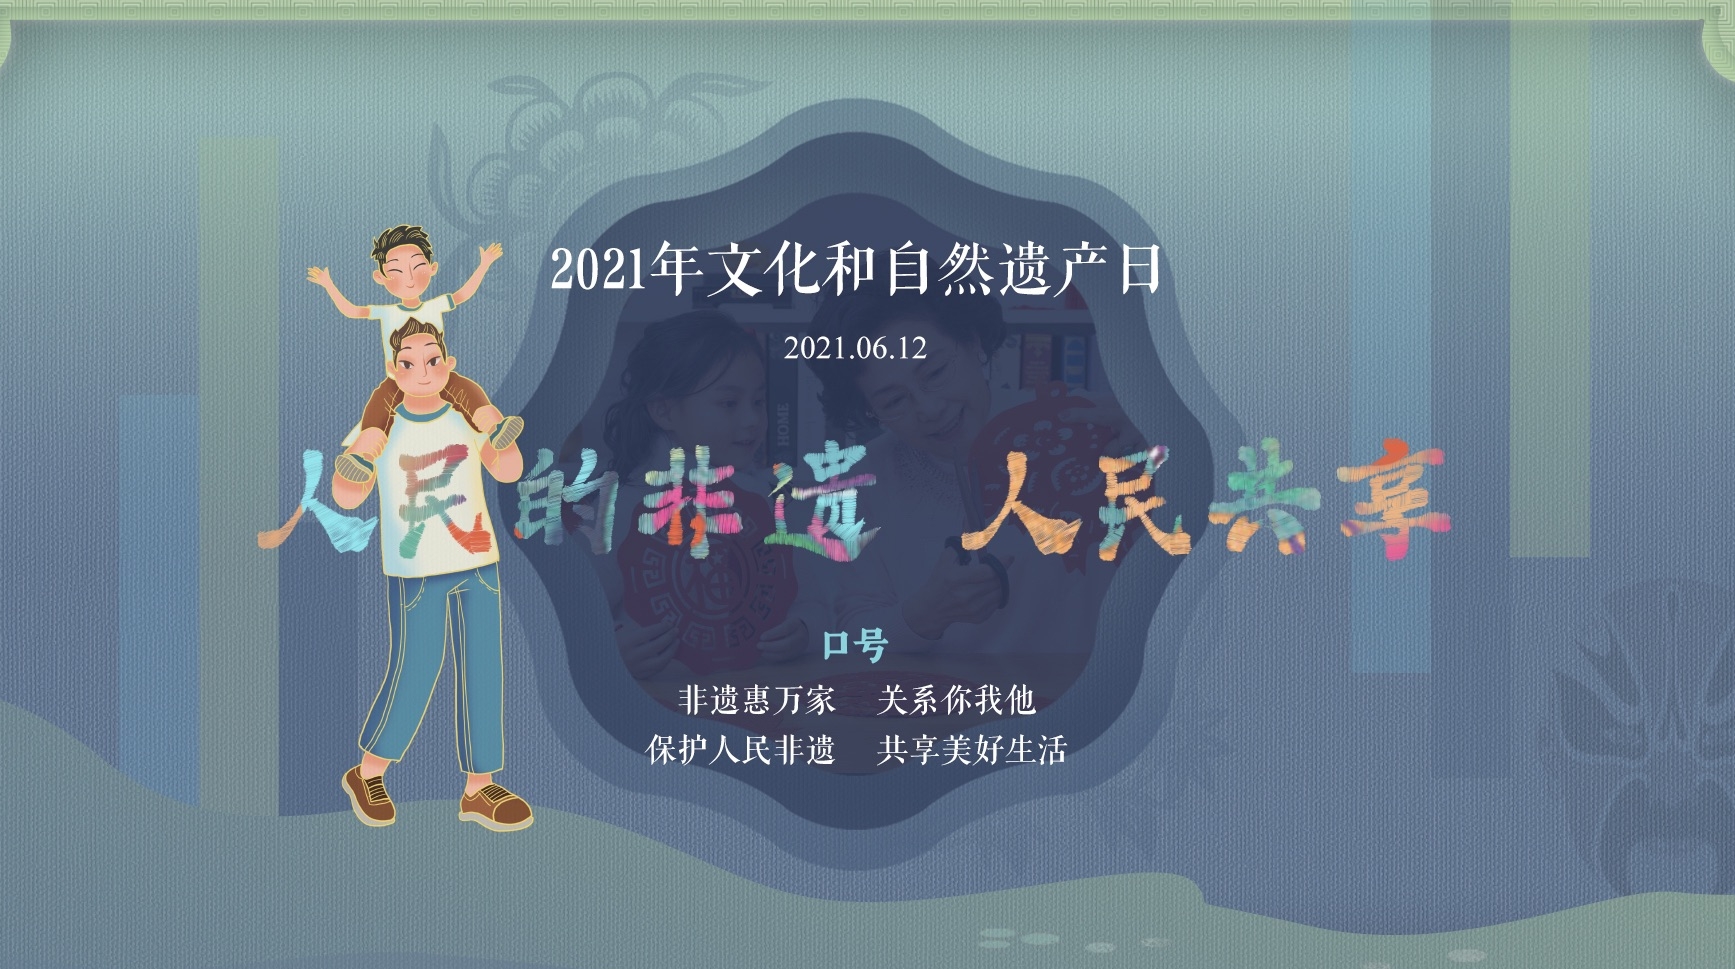 2021年文化和自然遗产日
2021.06.12
人民的非遗 人民共享
HOME
福
口号
非遗惠万家 关系你我他
保护人民非遗 共享美好生活